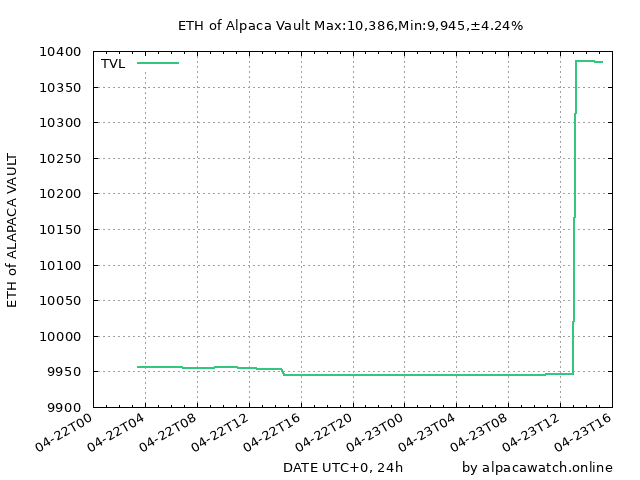 ETH of Alpaca Vault Max:10,386,Min:9,945,±4.24%
TVL
10400
10350
10300
10250
10200
10150
10100
10050
10000
9950
9900
ETH of ALAPACA VAULT
04-22T00
04-22T04
04-22T08
04-22T12
04-22T16
04-22T20
04-23T00
04-23T04
04-23T08
04-23T12
04-23T16
DATE UTC+0, 24h
by alpacawatch.online